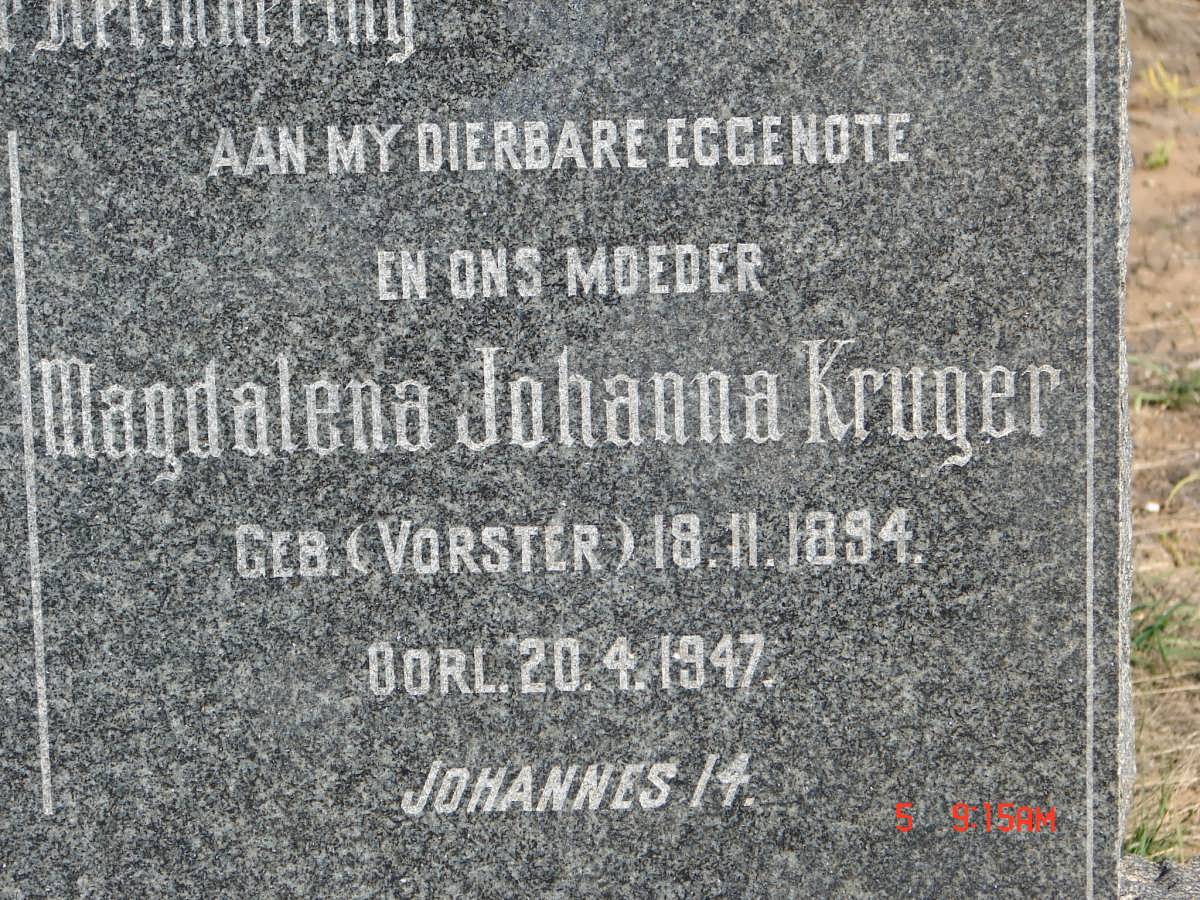 Herinnering
AAN MY DIERBARE EGGENOTE
EN ONS MOEDER
Magdalena Johanna Kruger
GEB. (VORSTER) 18.11.1894.
OORL. 20.4.1947.
JOHANNES 14.
5 9:15AM